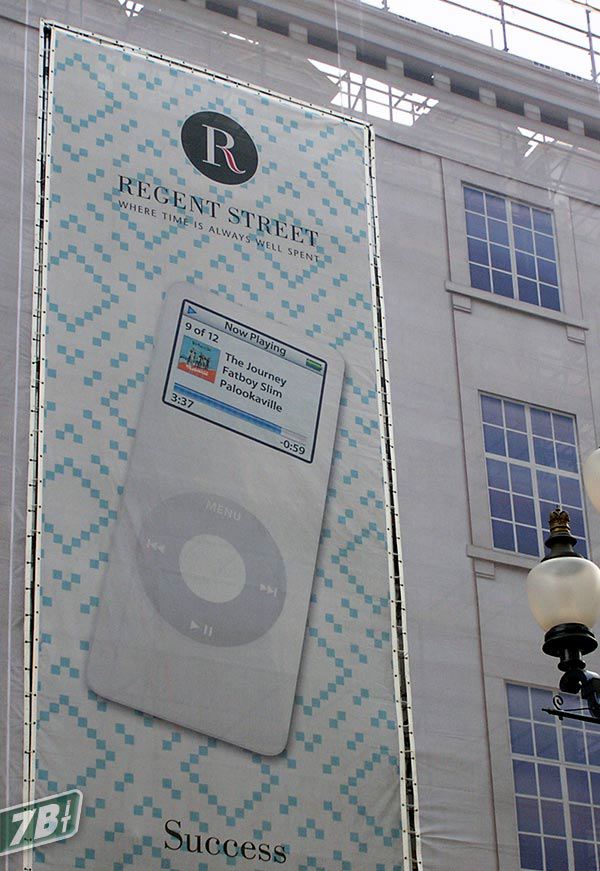 R
REGENT STREET
WHERE TIME IS ALWAYS WELL SPENT
Now Playing
9 of 12
The Journey
Fatboy Slim
Palookaville
3:37
-0:59
MENU
Success
7BIT